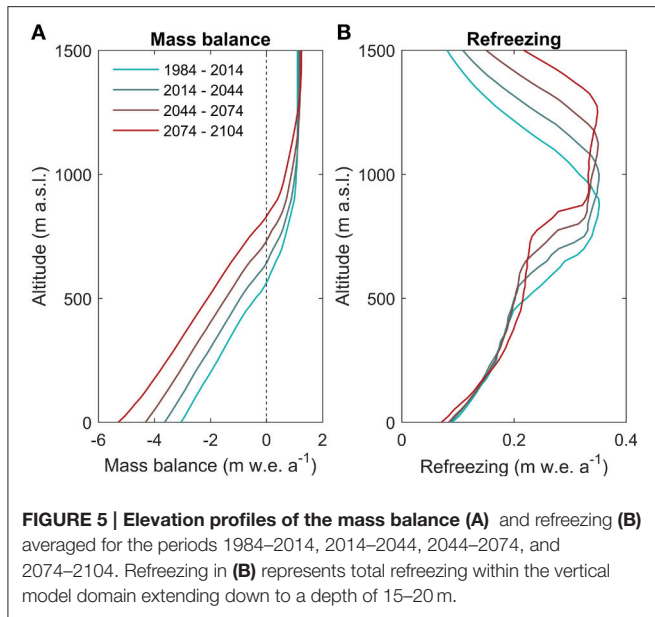 A
Mass balance
1500
1000
500
0
Altitude (m a.s.l.)
1984 - 2014
2014 - 2044
2044 - 2074
2074 - 2104
-6 -4 -2 0 2
Mass balance (m w.e. a⁻¹)
B
Refreezing
1500
1000
500
0
Altitude (m a.s.l.)
0 0.2 0.4
Refreezing (m w.e. a⁻¹)
FIGURE 5 | Elevation profiles of the mass balance (A) and refreezing (B)
averaged for the periods 1984–2014, 2014–2044, 2044–2074, and
2074–2104. Refreezing in (B) represents total refreezing within the vertical
model domain extending down to a depth of 15–20 m.